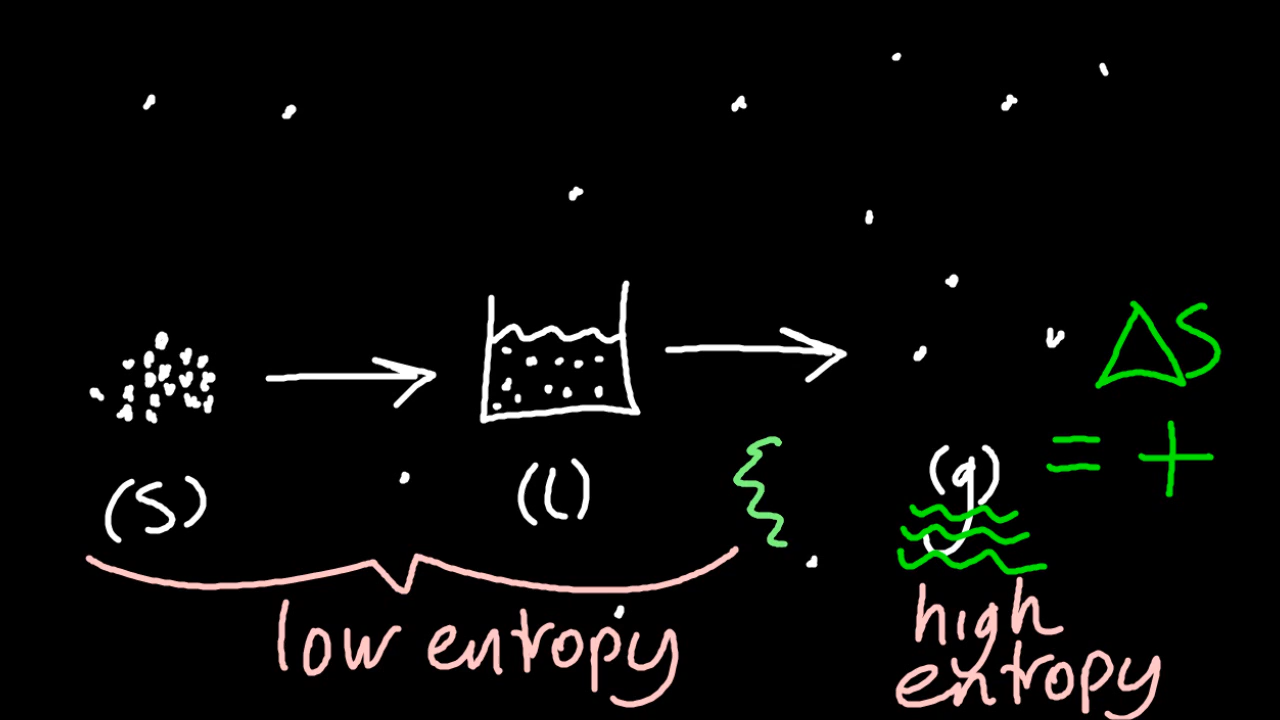 ΔS
= +
(S) (l) (g)
low entropy
high
entropy